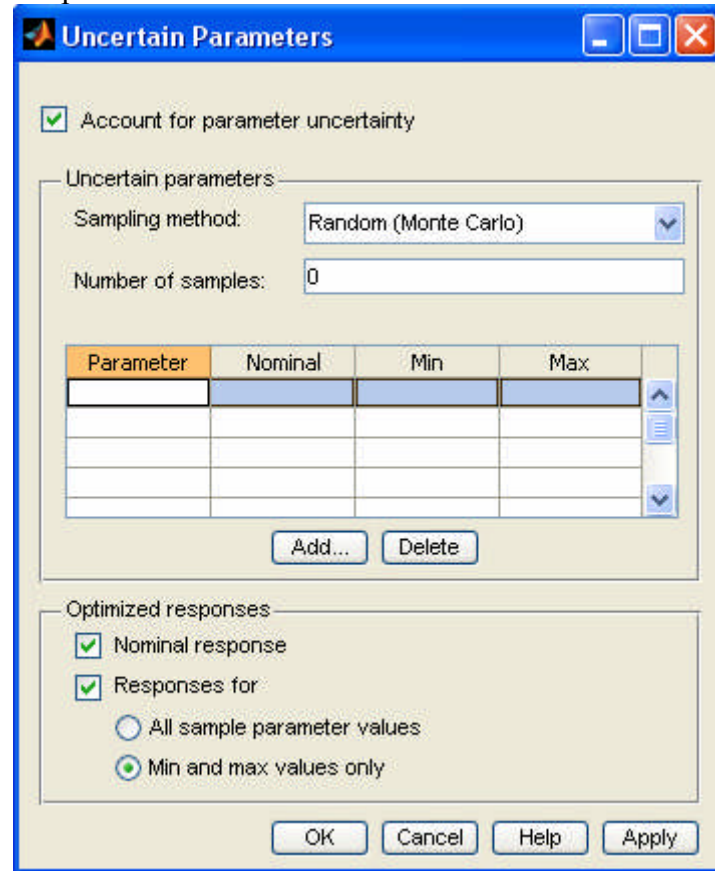 Uncertain Parameters
Account for parameter uncertainty
Uncertain parameters
Sampling method: Random (Monte Carlo)
Number of samples: 0
Parameter Nominal Min Max
Add... Delete
Optimized responses
Nominal response
Responses for
All sample parameter values
Min and max values only
OK Cancel Help Apply